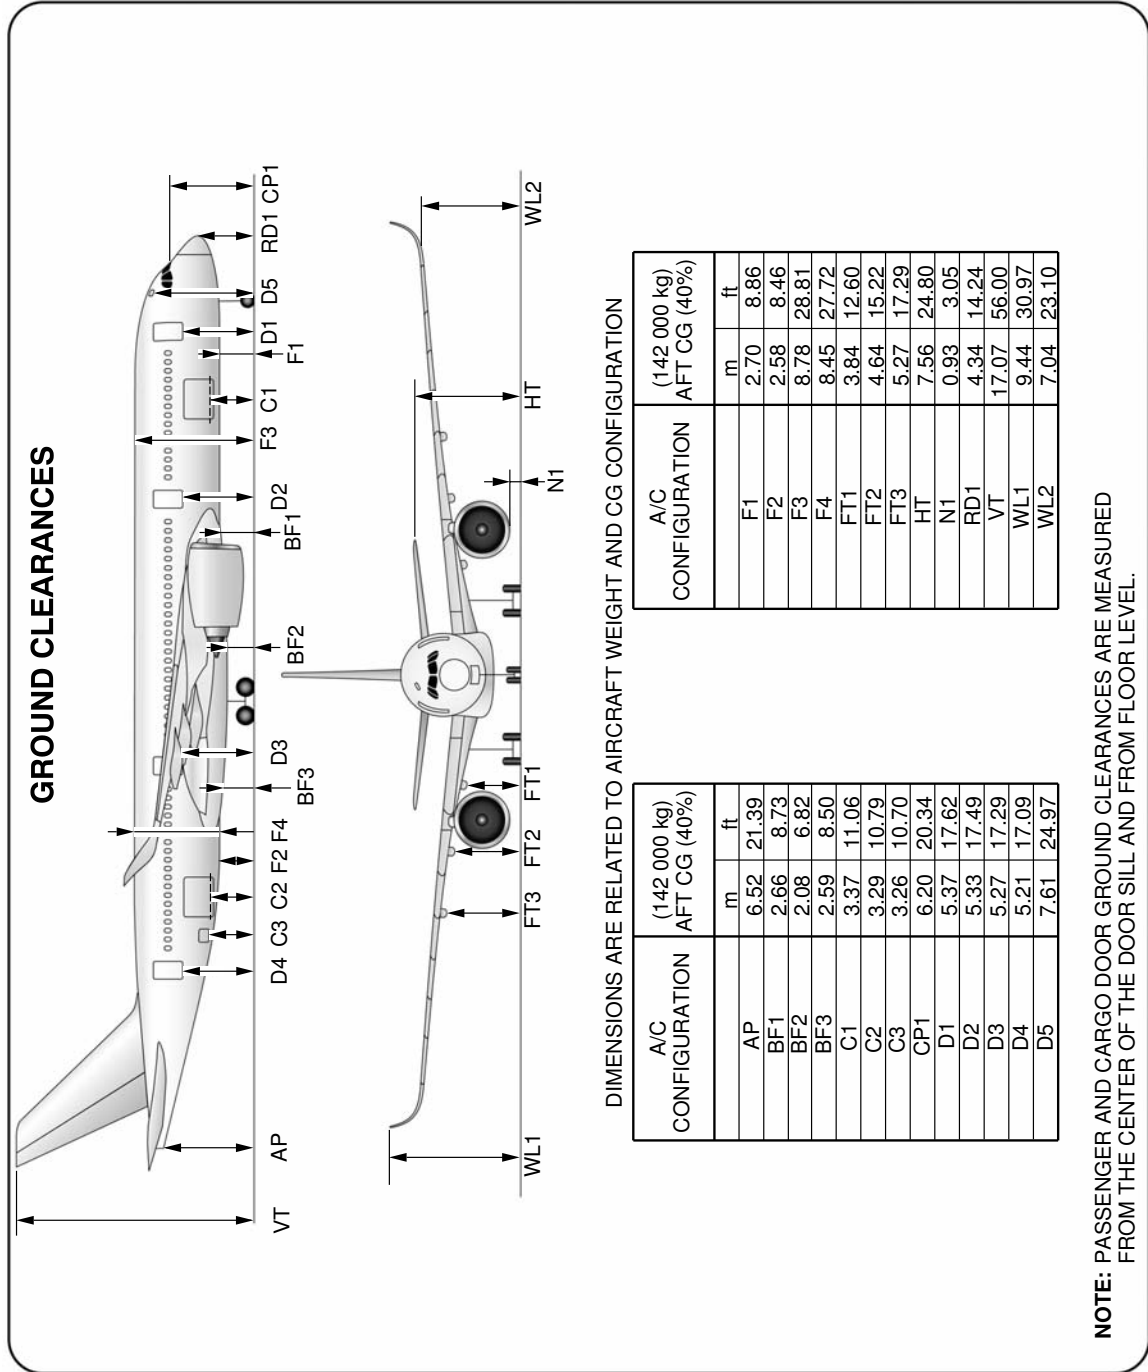 GROUND CLEARANCES
VT
AP
D4
C3
C2
F2
F4
BF3
D3
BF2
BF1
D2
F3
C1
F1
D1
D5
RD1
CP1
WL1
FT3
FT2
FT1
N1
HT
WL2
DIMENSIONS ARE RELATED TO AIRCRAFT WEIGHT AND CG CONFIGURATION
A/C CONFIGURATION (142 000 kg) AFT CG (40%)
m ft
AP 6.52 21.39
BF1 2.66 8.73
BF2 2.08 6.82
BF3 2.59 8.50
C1 3.37 11.06
C2 3.29 10.79
C3 3.26 10.70
CP1 6.20 20.34
D1 5.37 17.62
D2 5.33 17.49
D3 5.27 17.29
D4 5.21 17.09
D5 7.61 24.97
A/C CONFIGURATION (142 000 kg) AFT CG (40%)
m ft
F1 2.70 8.86
F2 2.58 8.46
F3 8.78 28.81
F4 8.45 27.72
FT1 3.84 12.60
FT2 4.64 15.22
FT3 5.27 17.29
HT 7.56 24.80
N1 0.93 3.05
RD1 4.34 14.24
VT 17.07 56.00
WL1 9.44 30.97
WL2 7.04 23.10
NOTE: PASSENGER AND CARGO DOOR GROUND CLEARANCES ARE MEASURED
FROM THE CENTER OF THE DOOR SILL AND FROM FLOOR LEVEL.